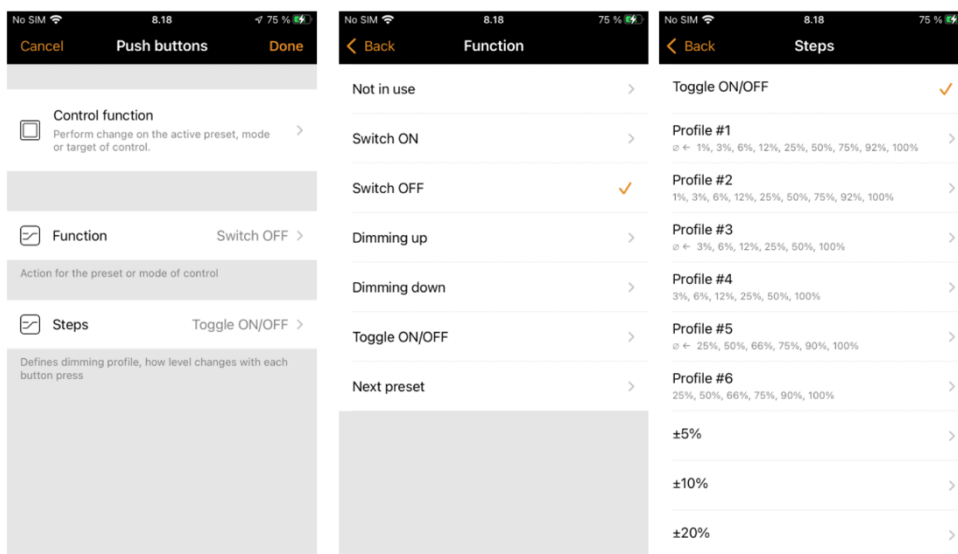 No SIM 8.18 75 %
Cancel Push buttons Done
Control function
Perform change on the active preset, mode
or target of control.
Function Switch OFF
Action for the preset or mode of control
Steps Toggle ON/OFF
Defines dimming profile, how level changes with each
button press
No SIM 8.18 75 %
Back Function
Not in use
Switch ON
Switch OFF
Dimming up
Dimming down
Toggle ON/OFF
Next preset
No SIM 8.18 75 %
Back Steps
Toggle ON/OFF
Profile #1
⌀ ← 1%, 3%, 6%, 12%, 25%, 50%, 75%, 92%, 100%
Profile #2
1%, 3%, 6%, 12%, 25%, 50%, 75%, 92%, 100%
Profile #3
⌀ ← 3%, 6%, 12%, 25%, 50%, 100%
Profile #4
3%, 6%, 12%, 25%, 50%, 100%
Profile #5
⌀ ← 25%, 50%, 66%, 75%, 90%, 100%
Profile #6
25%, 50%, 66%, 75%, 90%, 100%
±5%
±10%
±20%